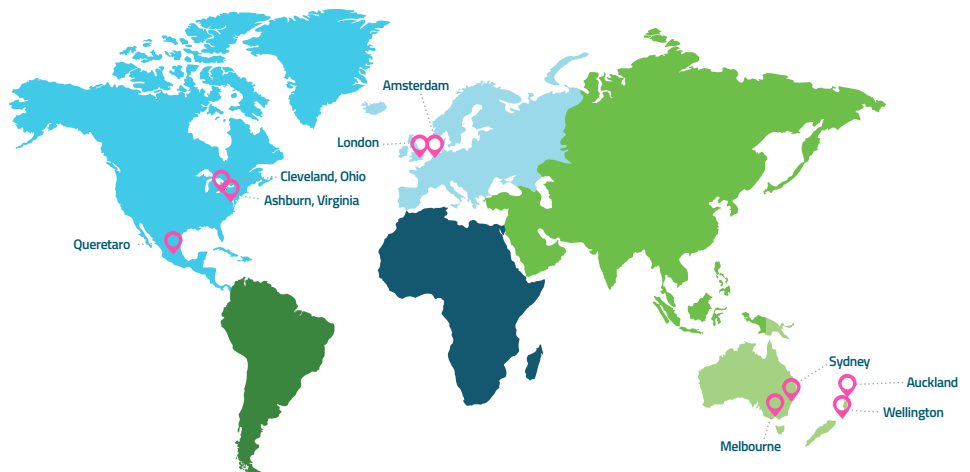 Amsterdam
London
Cleveland, Ohio
Ashburn, Virginia
Queretaro
Sydney
Auckland
Wellington
Melbourne